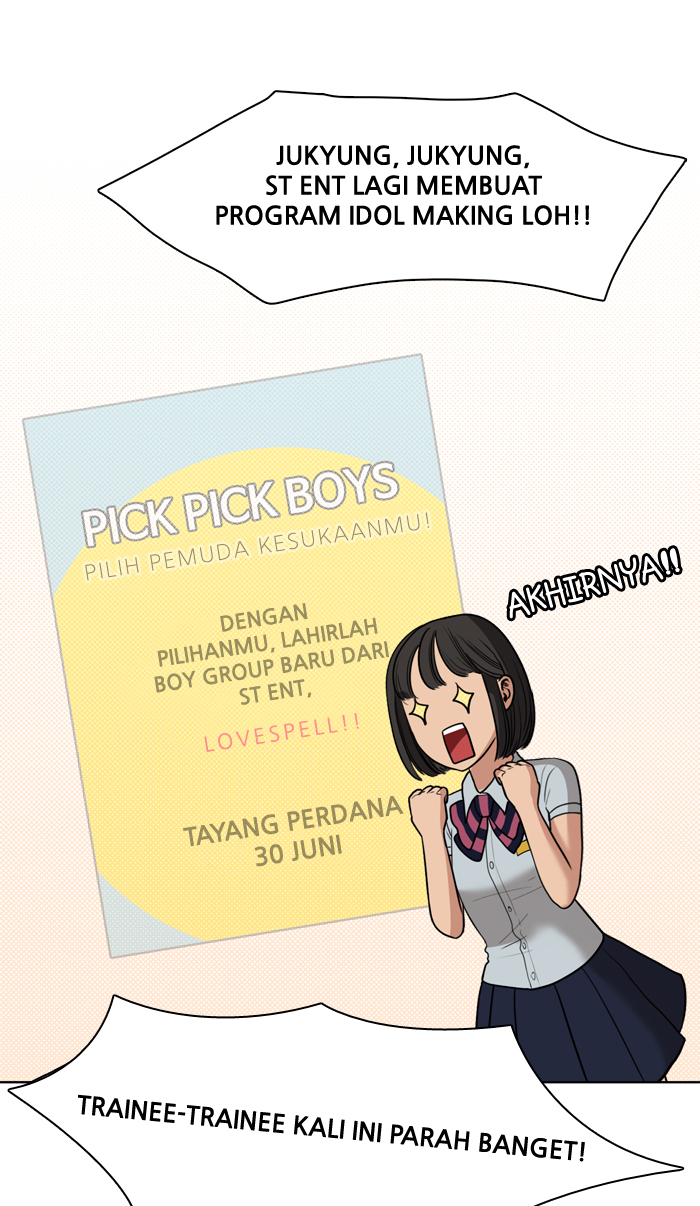 JUKYUNG, JUKYUNG,
ST ENT LAGI MEMBUAT
PROGRAM IDOL MAKING LOH!!
PICK PICK BOYS
PILIH PEMUDA KESUKAANMU!
DENGAN
PILIHANMU, LAHIRLAH
BOY GROUP BARU DARI
ST ENT,
LOVESPELL!!
TAYANG PERDANA
30 JUNI
AKHIRNYA!!
TRAINEE-TRAINEE KALI INI PARAH BANGET!